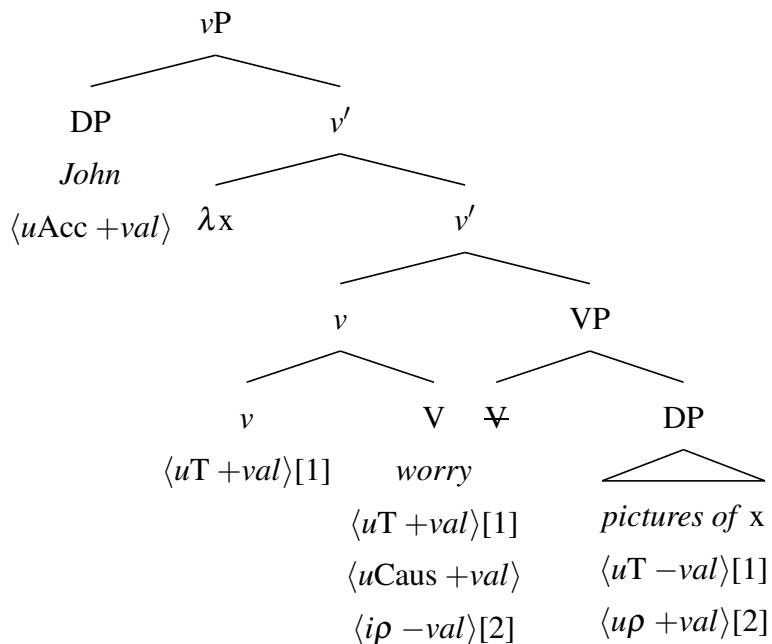 vP
DP v′
John
⟨uAcc +val⟩ λx v′
v VP
v V V̶ DP
⟨uT +val⟩[1] worry
⟨uT +val⟩[1] pictures of x
⟨uCaus +val⟩ ⟨uT −val⟩[1]
⟨iρ −val⟩[2] ⟨uρ +val⟩[2]